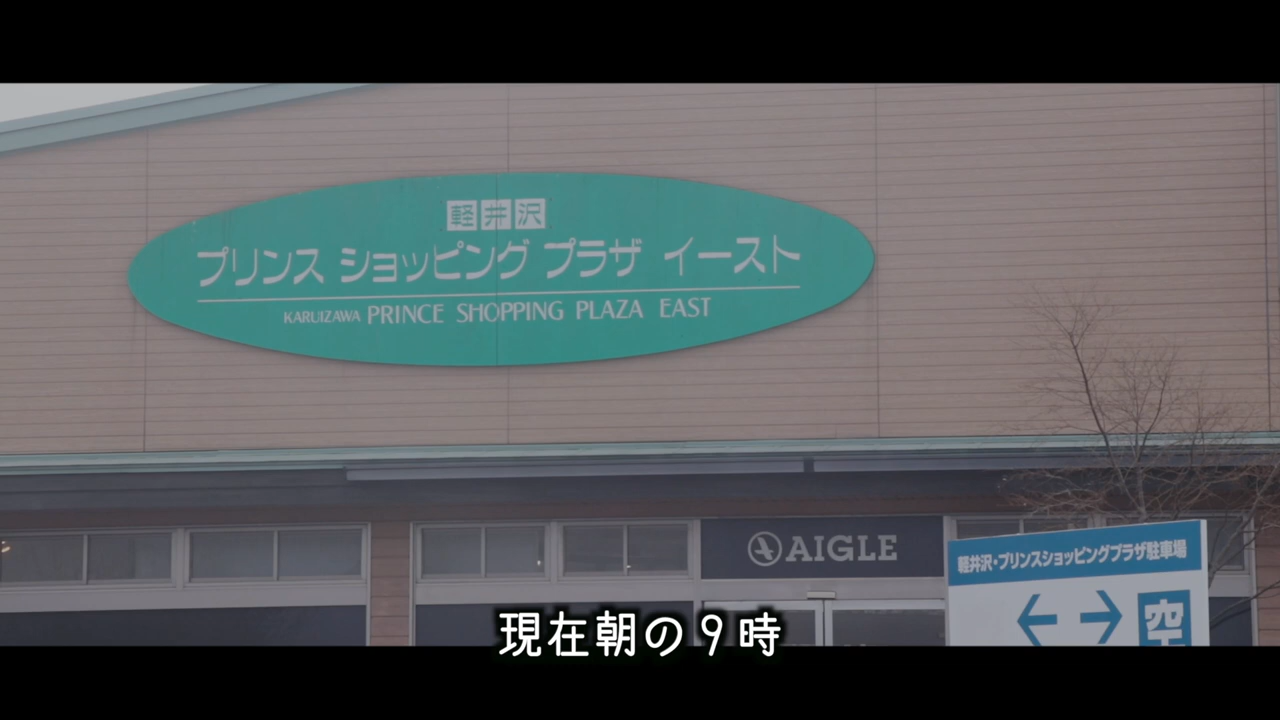 軽井沢
プリンス ショッピング プラザ イースト
KARUIZAWA PRINCE SHOPPING PLAZA EAST
AIGLE
軽井沢・プリンスショッピングプラザ駐車場
空
現在朝の9時